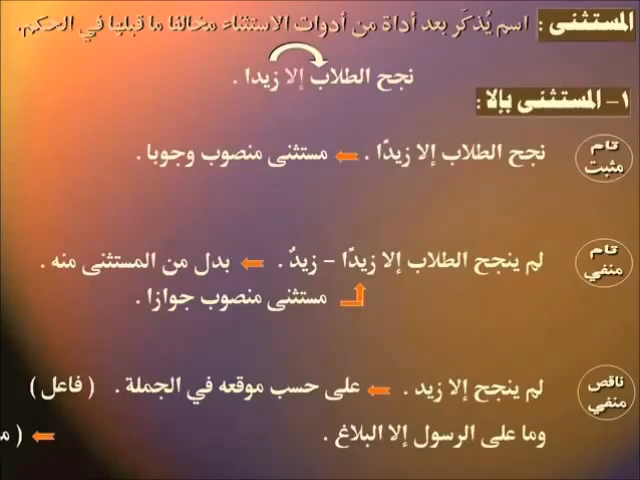 المستثنى : اسم يُذكَر بعد أداة من أدوات الاستثناء مخالفا ما قبلها في الحكم.
نجح الطلاب إلا زيدا .
١- المستثنى بإلا :
تام مثبت
نجح الطلاب إلا زيدًا . مستثنى منصوب وجوبا .
تام منفي
لم ينجح الطلاب إلا زيدًا - زيدٌ . بدل من المستثنى منه .
مستثنى منصوب جوازا .
ناقص منفي
لم ينجح إلا زيد . على حسب موقعه في الجملة . ( فاعل )
وما على الرسول إلا البلاغ . (